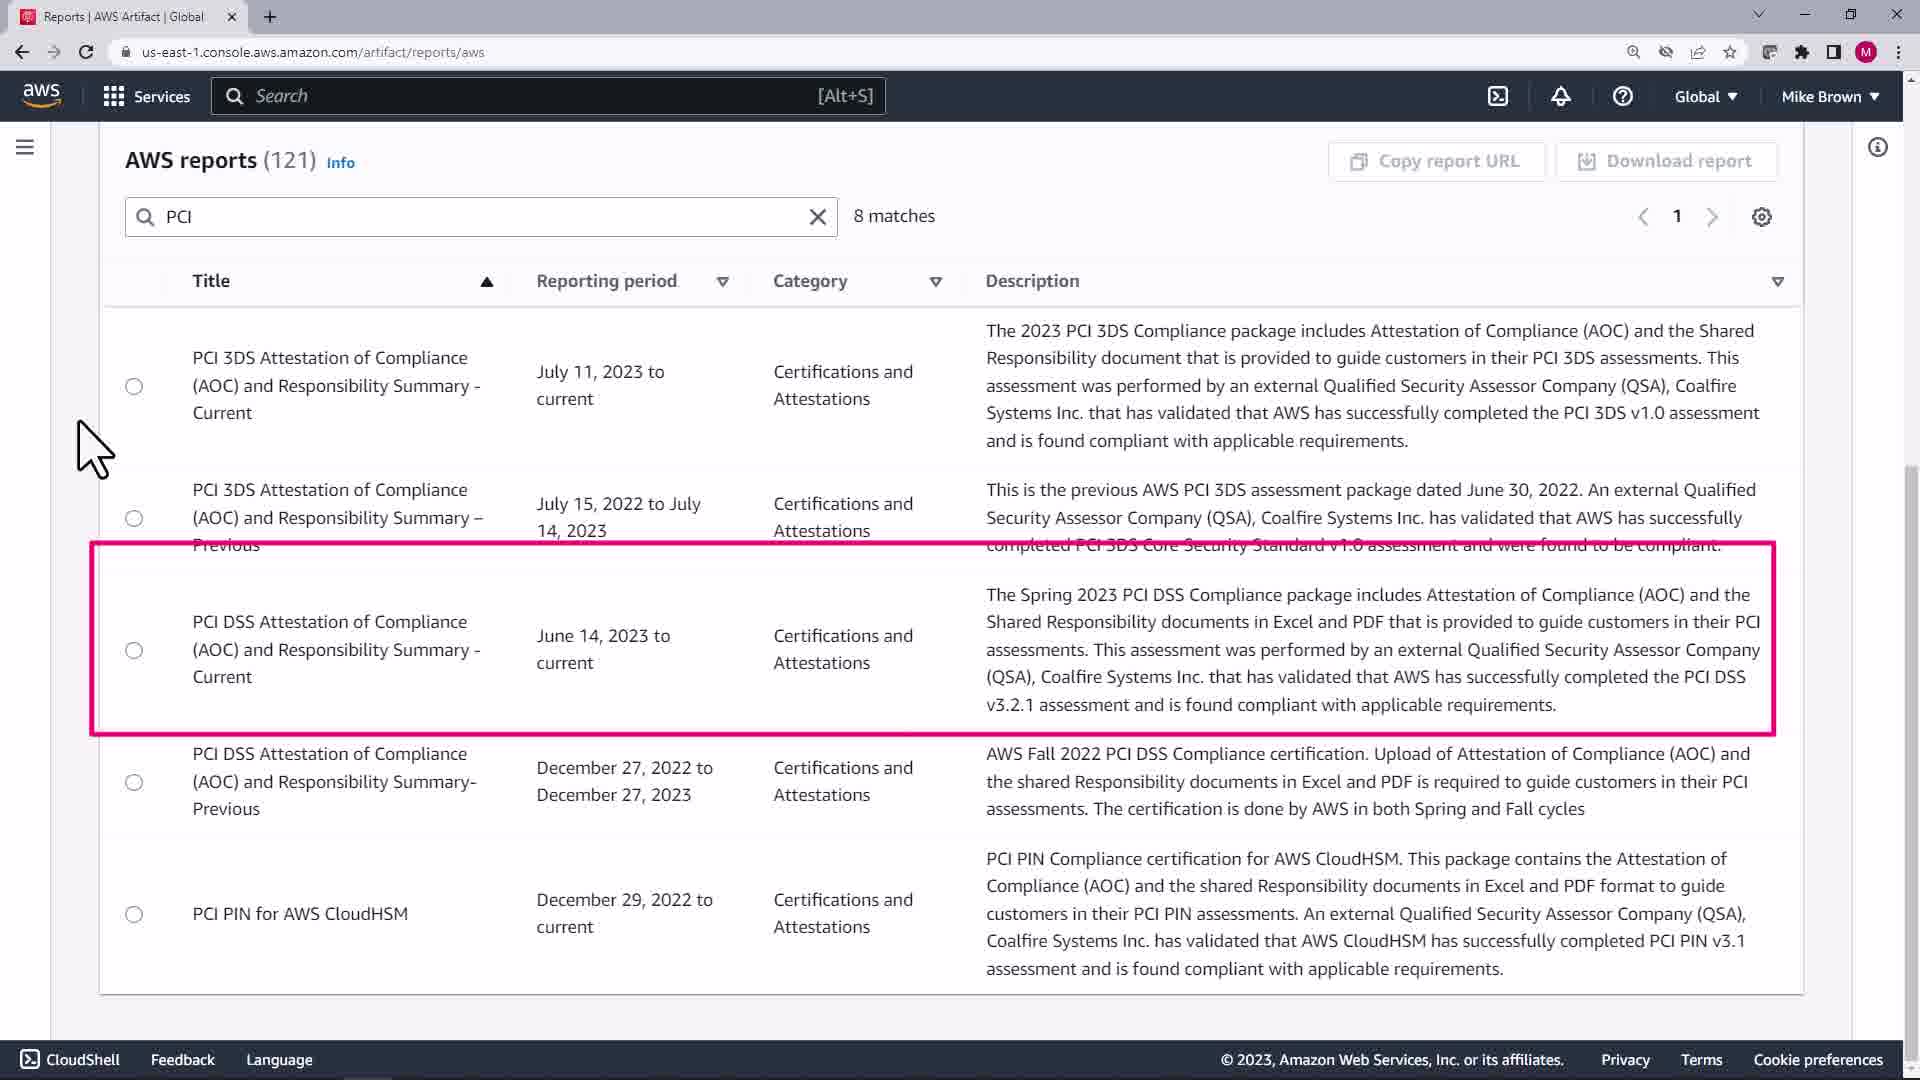 Reports | AWS Artifact | Global
us-east-1.console.aws.amazon.com/artifact/reports/aws
M
aws
Services
Search
[Alt+S]
Global
Mike Brown
AWS reports (121) Info
Copy report URL
Download report
PCI
8 matches
1
Title
Reporting period
Category
Description
PCI 3DS Attestation of Compliance
(AOC) and Responsibility Summary -
Current
July 11, 2023 to
current
Certifications and
Attestations
The 2023 PCI 3DS Compliance package includes Attestation of Compliance (AOC) and the Shared
Responsibility document that is provided to guide customers in their PCI 3DS assessments. This
assessment was performed by an external Qualified Security Assessor Company (QSA), Coalfire
Systems Inc. that has validated that AWS has successfully completed the PCI 3DS v1.0 assessment
and is found compliant with applicable requirements.
PCI 3DS Attestation of Compliance
(AOC) and Responsibility Summary –
Previous
July 15, 2022 to July
14, 2023
Certifications and
Attestations
This is the previous AWS PCI 3DS assessment package dated June 30, 2022. An external Qualified
Security Assessor Company (QSA), Coalfire Systems Inc. has validated that AWS has successfully
completed PCI 3DS Core Security Standard v1.0 assessment and were found to be compliant.
PCI DSS Attestation of Compliance
(AOC) and Responsibility Summary -
Current
June 14, 2023 to
current
Certifications and
Attestations
The Spring 2023 PCI DSS Compliance package includes Attestation of Compliance (AOC) and the
Shared Responsibility documents in Excel and PDF that is provided to guide customers in their PCI
assessments. This assessment was performed by an external Qualified Security Assessor Company
(QSA), Coalfire Systems Inc. that has validated that AWS has successfully completed the PCI DSS
v3.2.1 assessment and is found compliant with applicable requirements.
PCI DSS Attestation of Compliance
(AOC) and Responsibility Summary-
Previous
December 27, 2022 to
December 27, 2023
Certifications and
Attestations
AWS Fall 2022 PCI DSS Compliance certification. Upload of Attestation of Compliance (AOC) and
the shared Responsibility documents in Excel and PDF is required to guide customers in their PCI
assessments. The certification is done by AWS in both Spring and Fall cycles
PCI PIN for AWS CloudHSM
December 29, 2022 to
current
Certifications and
Attestations
PCI PIN Compliance certification for AWS CloudHSM. This package contains the Attestation of
Compliance (AOC) and the shared Responsibility documents in Excel and PDF format to guide
customers in their PCI PIN assessments. An external Qualified Security Assessor Company (QSA),
Coalfire Systems Inc. has validated that AWS CloudHSM has successfully completed PCI PIN v3.1
assessment and is found compliant with applicable requirements.
CloudShell
Feedback
Language
© 2023, Amazon Web Services, Inc. or its affiliates.
Privacy
Terms
Cookie preferences